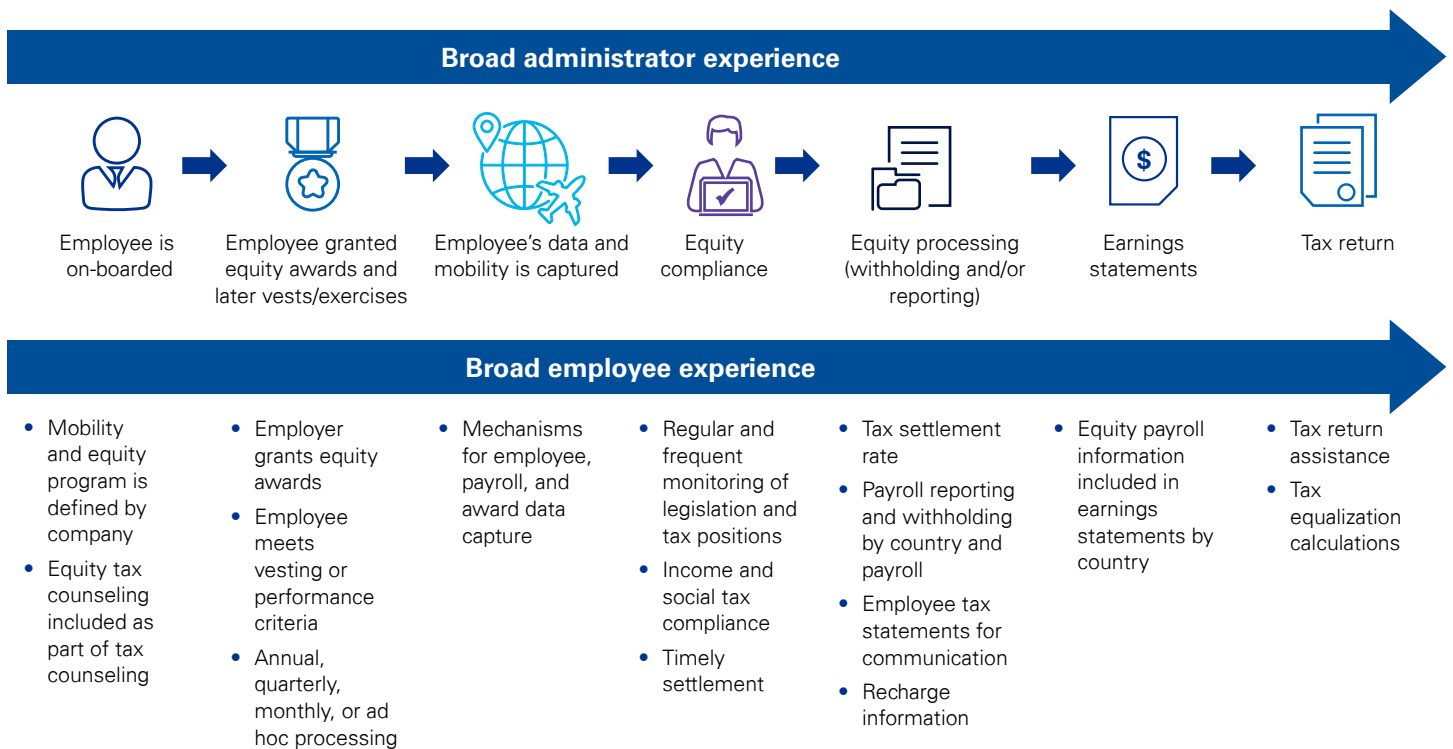 Broad administrator experience
Employee is
on-boarded
Employee granted
equity awards and
later vests/exercises
Employee's data and
mobility is captured
Equity
compliance
Equity processing
(withholding and/or
reporting)
Earnings
statements
Tax return
$
Broad employee experience
• Mobility
and equity
program is
defined by
company
• Equity tax
counseling
included as
part of tax
counseling
• Employer
grants equity
awards
• Employee
meets
vesting or
performance
criteria
• Annual,
quarterly,
monthly, or ad
hoc processing
• Mechanisms
for employee,
payroll, and
award data
capture
• Regular and
frequent
monitoring of
legislation and
tax positions
• Income and
social tax
compliance
• Timely
settlement
• Tax settlement
rate
• Payroll reporting
and withholding
by country and
payroll
• Employee tax
statements for
communication
• Recharge
information
• Equity payroll
information
included in
earnings
statements by
country
• Tax return
assistance
• Tax
equalization
calculations